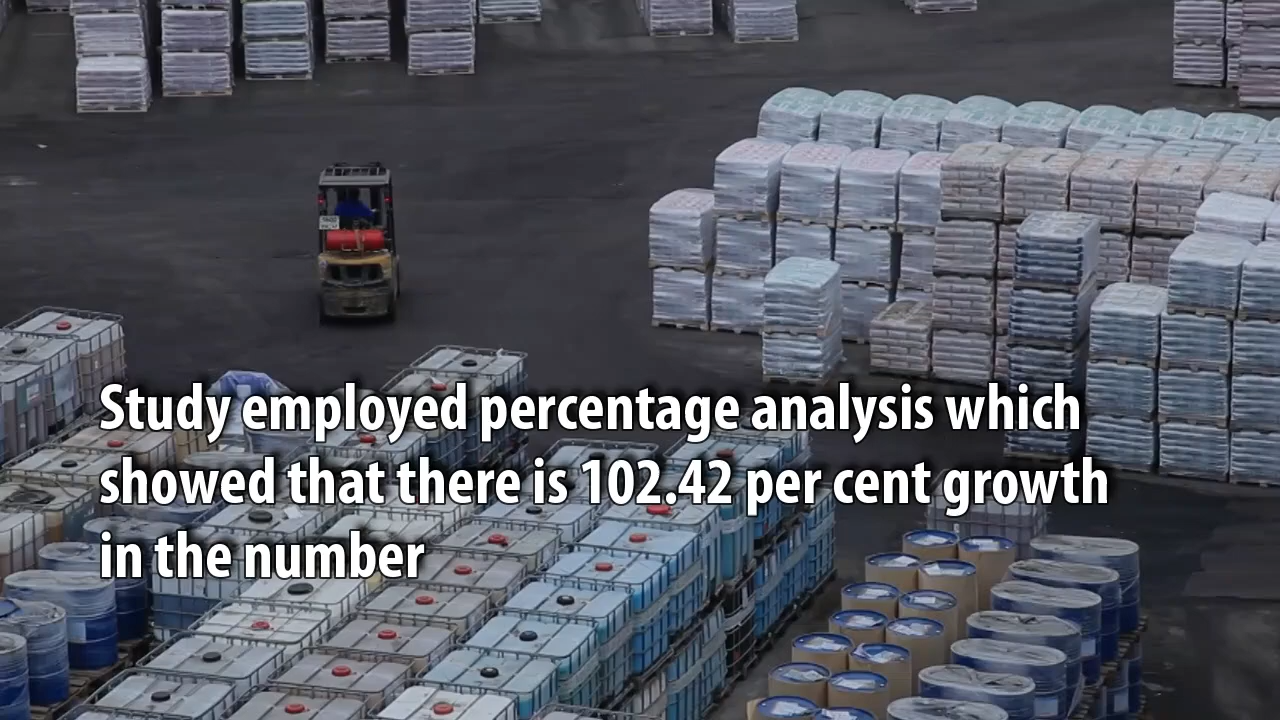 Study employed percentage analysis which
showed that there is 102.42 per cent growth
in the number